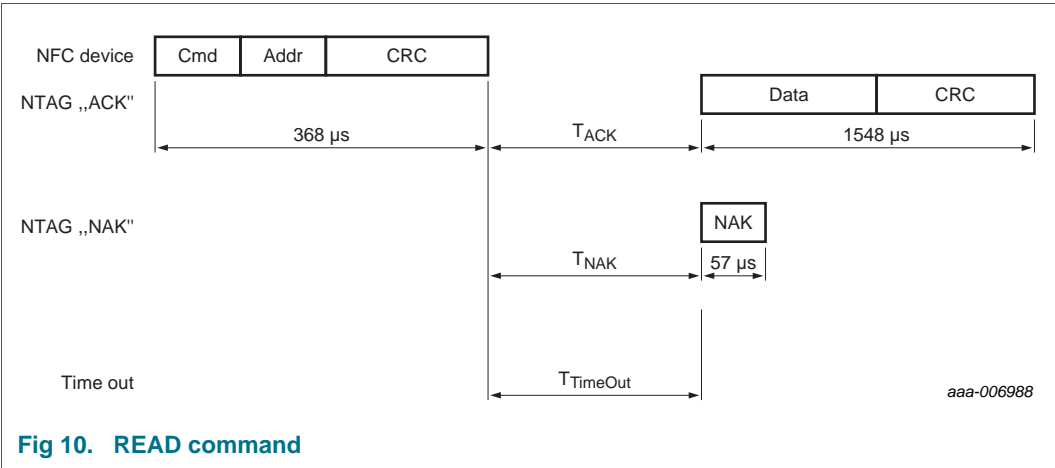 NFC device Cmd Addr CRC
NTAG ,,ACK" Data CRC
368 µs TACK 1548 µs
NTAG ,,NAK" NAK
TNAK 57 µs
Time out TTimeOut aaa-006988
Fig 10. READ command